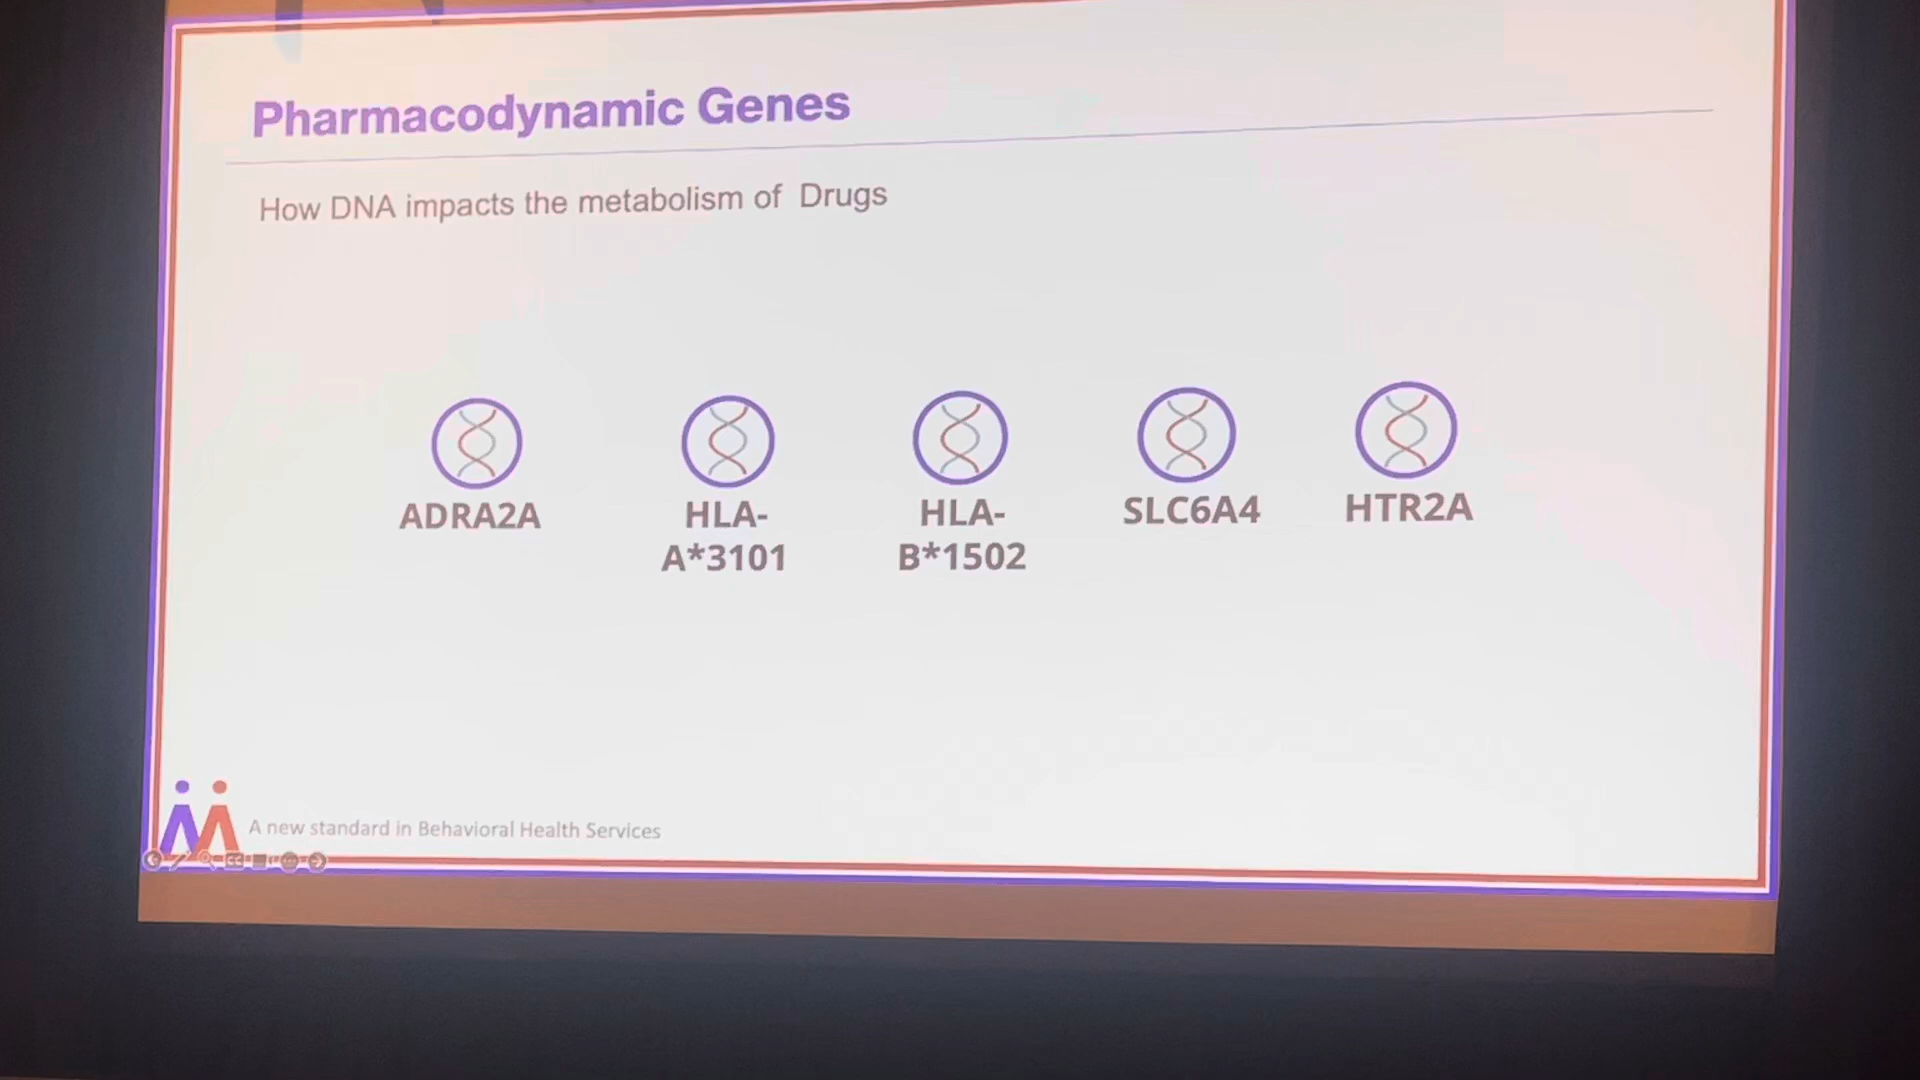 Pharmacodynamic Genes
How DNA impacts the metabolism of Drugs
ADRA2A
HLA-
A*3101
HLA-
B*1502
SLC6A4
HTR2A
A new standard in Behavioral Health Services